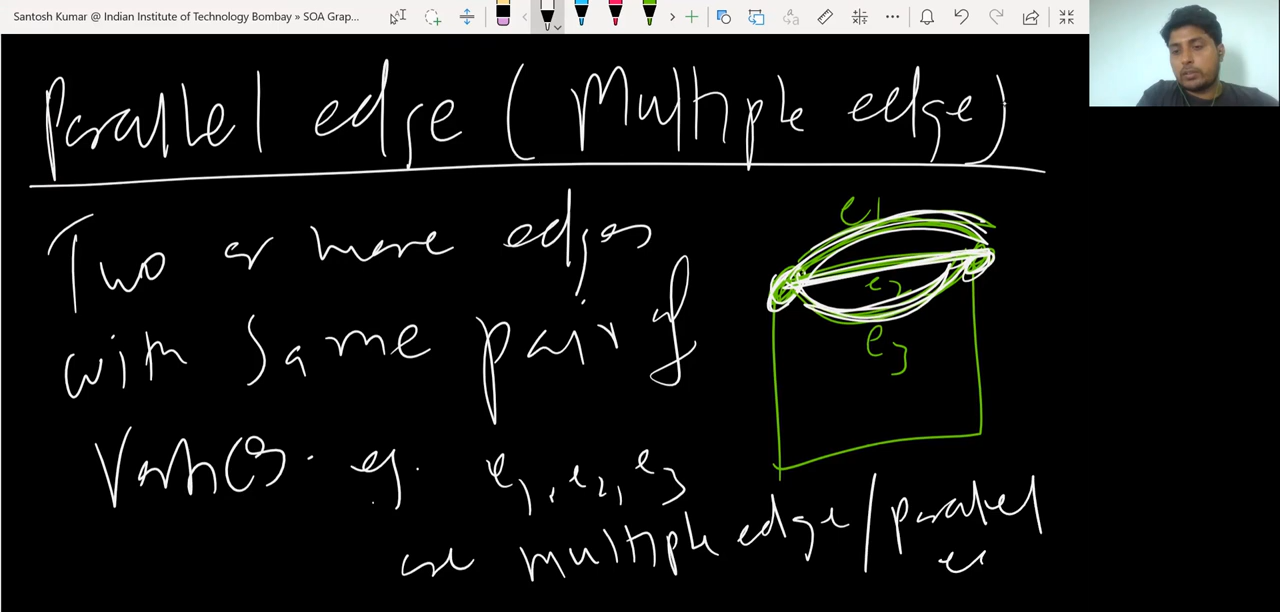 Santosh Kumar @ Indian Institute of Technology Bombay » SOA Grap...
Parallel edge ( Multiple edge)
Two or more edges
with same pair of
Vertices. eg. e1, e2, e3
are multiple edge/parallel
e1
e2
e3